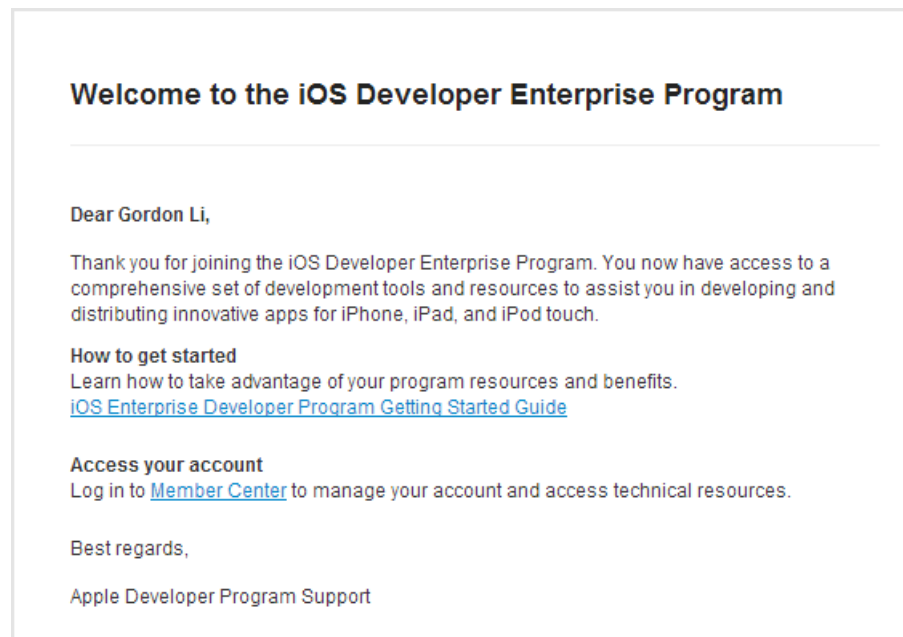 Welcome to the iOS Developer Enterprise Program
Dear Gordon Li,
Thank you for joining the iOS Developer Enterprise Program. You now have access to a
comprehensive set of development tools and resources to assist you in developing and
distributing innovative apps for iPhone, iPad, and iPod touch.
How to get started
Learn how to take advantage of your program resources and benefits.
iOS Enterprise Developer Program Getting Started Guide
Access your account
Log in to Member Center to manage your account and access technical resources.
Best regards,
Apple Developer Program Support